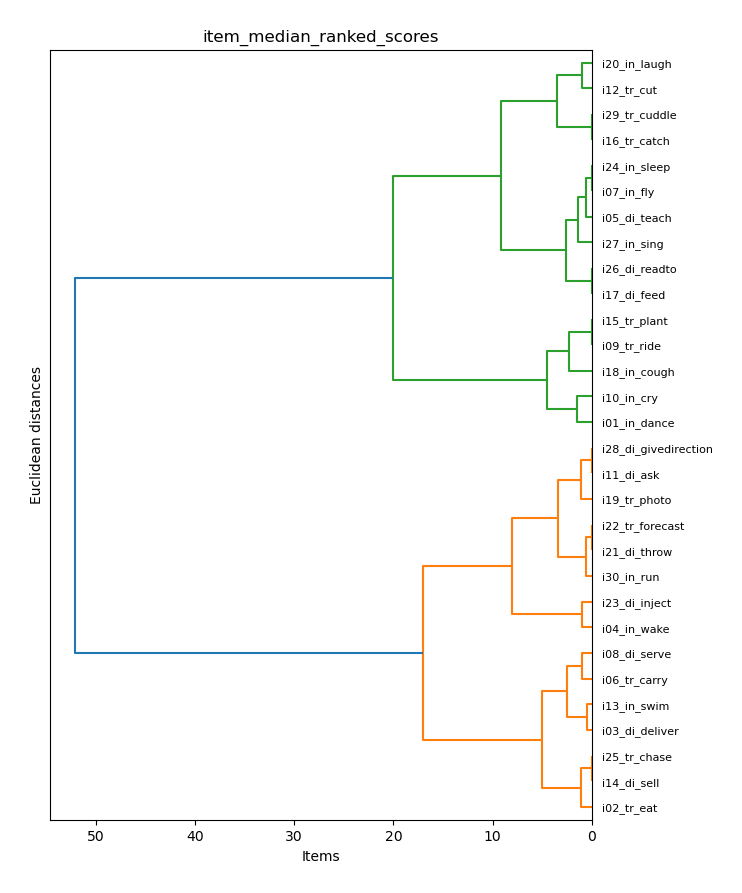 item_median_ranked_scores
i20_in_laugh
i12_tr_cut
i29_tr_cuddle
i16_tr_catch
i24_in_sleep
i07_in_fly
i05_di_teach
i27_in_sing
i26_di_readto
i17_di_feed
i15_tr_plant
i09_tr_ride
i18_in_cough
i10_in_cry
i01_in_dance
i28_di_givedirection
i11_di_ask
i19_tr_photo
i22_tr_forecast
i21_di_throw
i30_in_run
i23_di_inject
i04_in_wake
i08_di_serve
i06_tr_carry
i13_in_swim
i03_di_deliver
i25_tr_chase
i14_di_sell
i02_tr_eat
Euclidean distances
50 40 30 20 10 0
Items